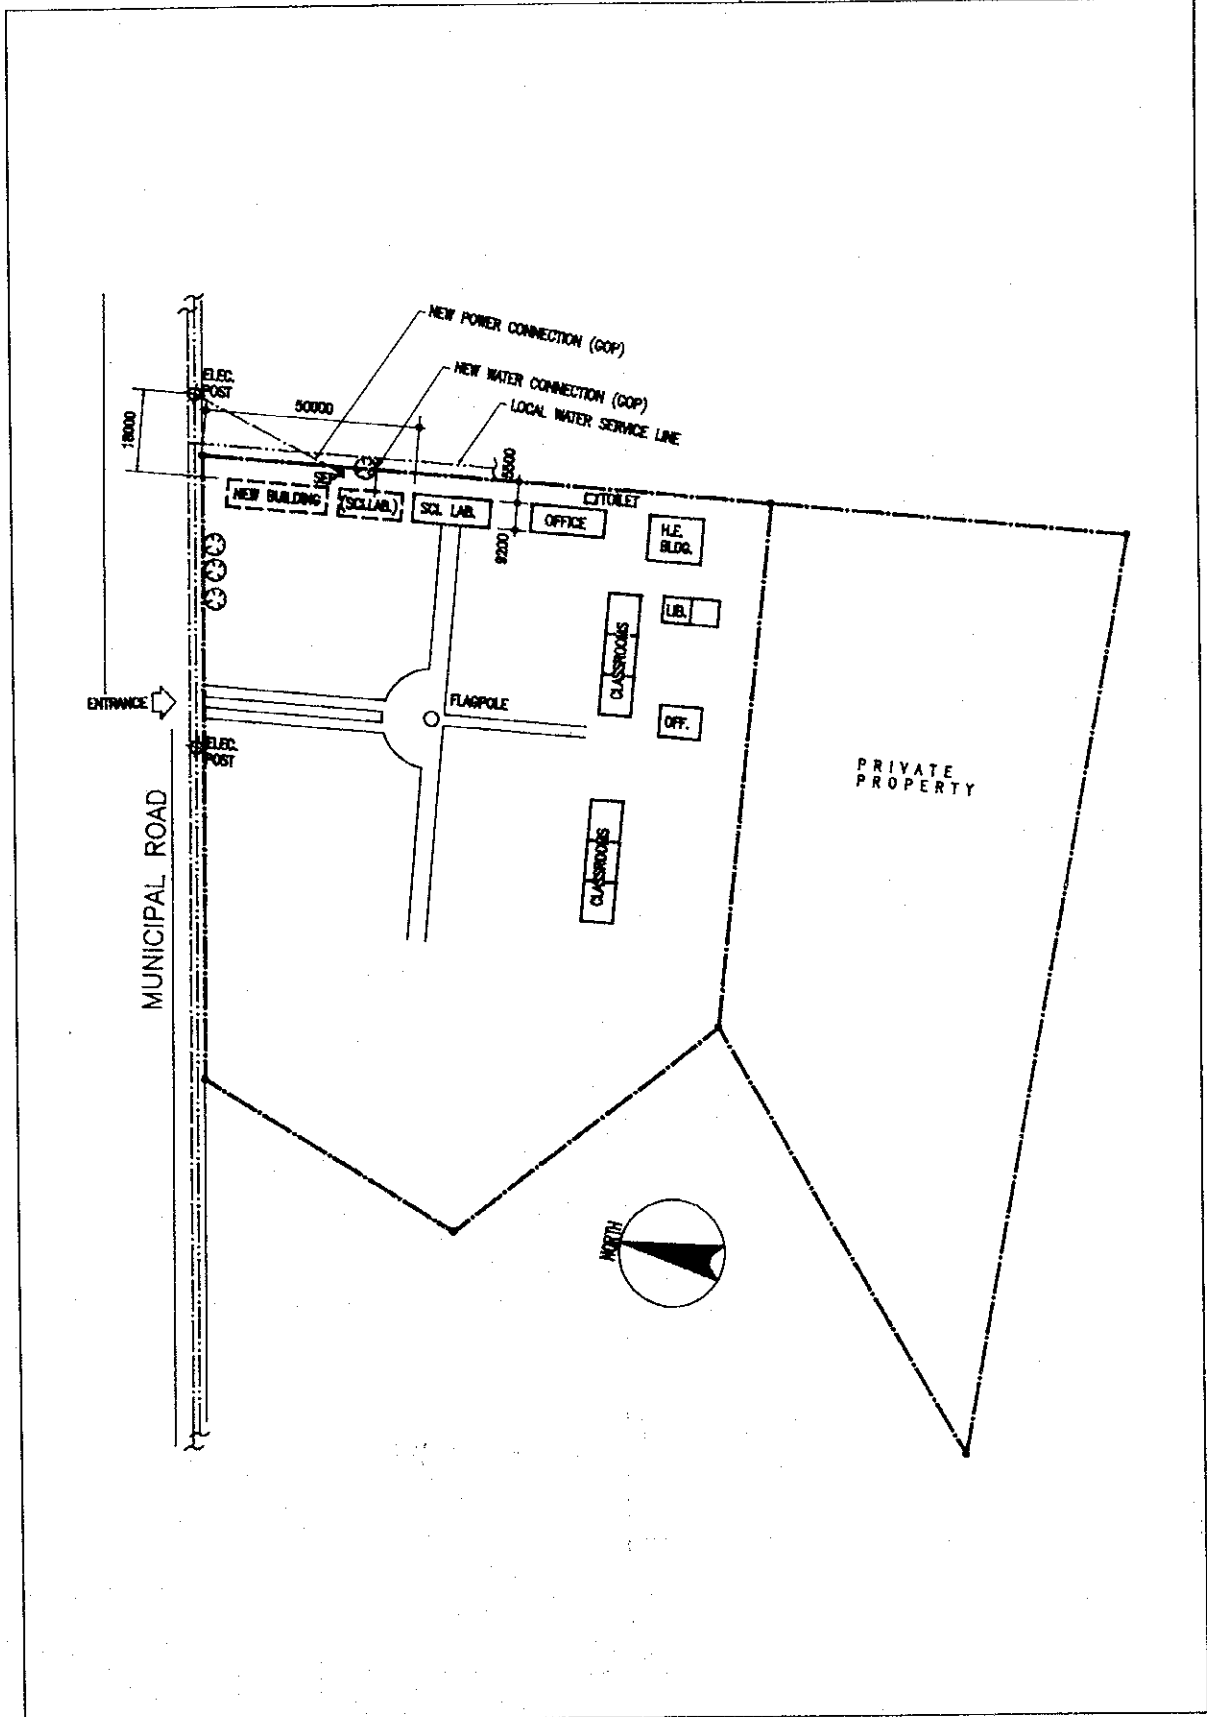 NEW POWER CONNECTION (GOP)
NEW WATER CONNECTION (GOP)
LOCAL WATER SERVICE LINE
ELEC.
POST
18000
50000
5500
SEP
NEW BUILDING
(SCI.LAB.)
SCI. LAB.
TOILET
OFFICE
9200
H.E.
BLDG.
LIB.
CLASSROOMS
ENTRANCE
FLAGPOLE
OFF.
ELEC.
POST
PRIVATE
PROPERTY
MUNICIPAL ROAD
CLASSROOMS
NORTH